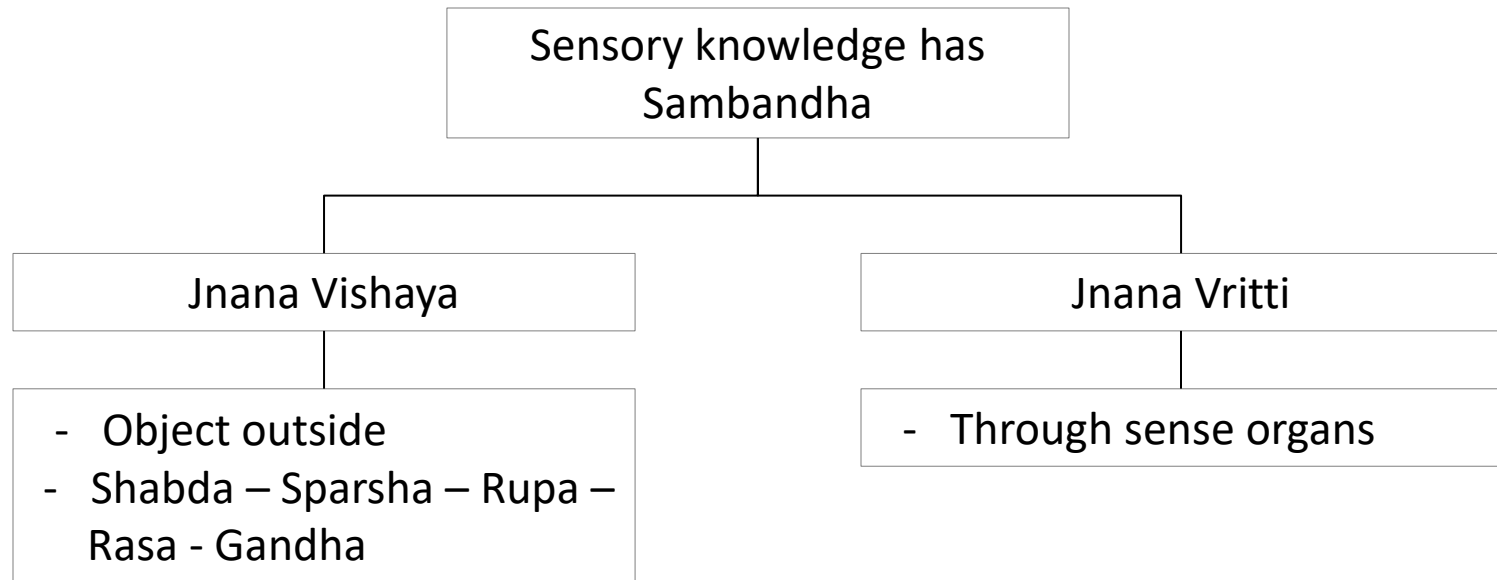 Sensory knowledge has
Sambandha
Jnana Vishaya
Jnana Vritti
- Object outside
- Shabda – Sparsha – Rupa –
Rasa - Gandha
- Through sense organs